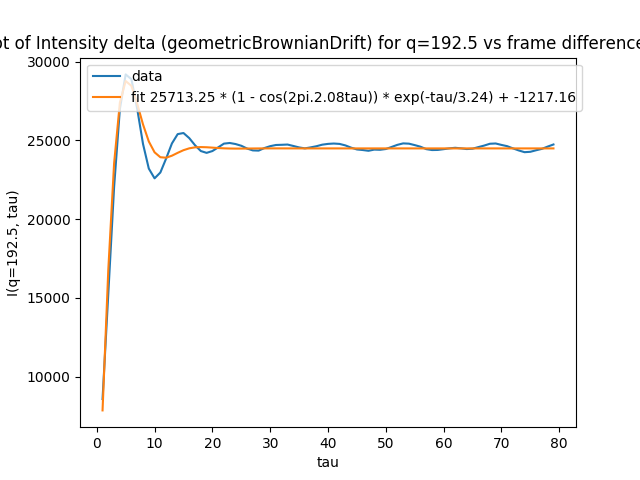 ot of Intensity delta (geometricBrownianDrift) for q=192.5 vs frame difference
data
fit 25713.25 * (1 - cos(2pi.2.08tau)) * exp(-tau/3.24) + -1217.16
30000
25000
20000
15000
10000
I(q=192.5, tau)
0 10 20 30 40 50 60 70 80
tau